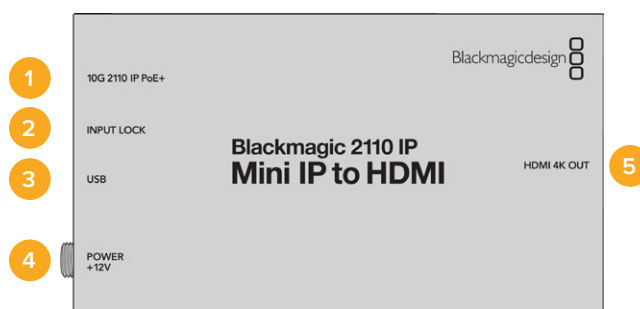 1
10G 2110 IP PoE+
2
INPUT LOCK
3
USB
4
POWER
+12V
Blackmagicdesign
Blackmagic 2110 IP
Mini IP to HDMI
HDMI 4K OUT
5